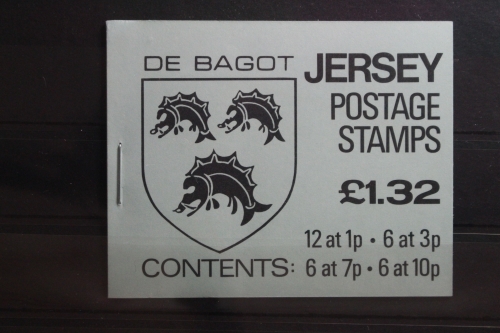 DE BAGOT
JERSEY
POSTAGE
STAMPS
£1.32
12 at 1p · 6 at 3p
CONTENTS: 6 at 7p · 6 at 10p